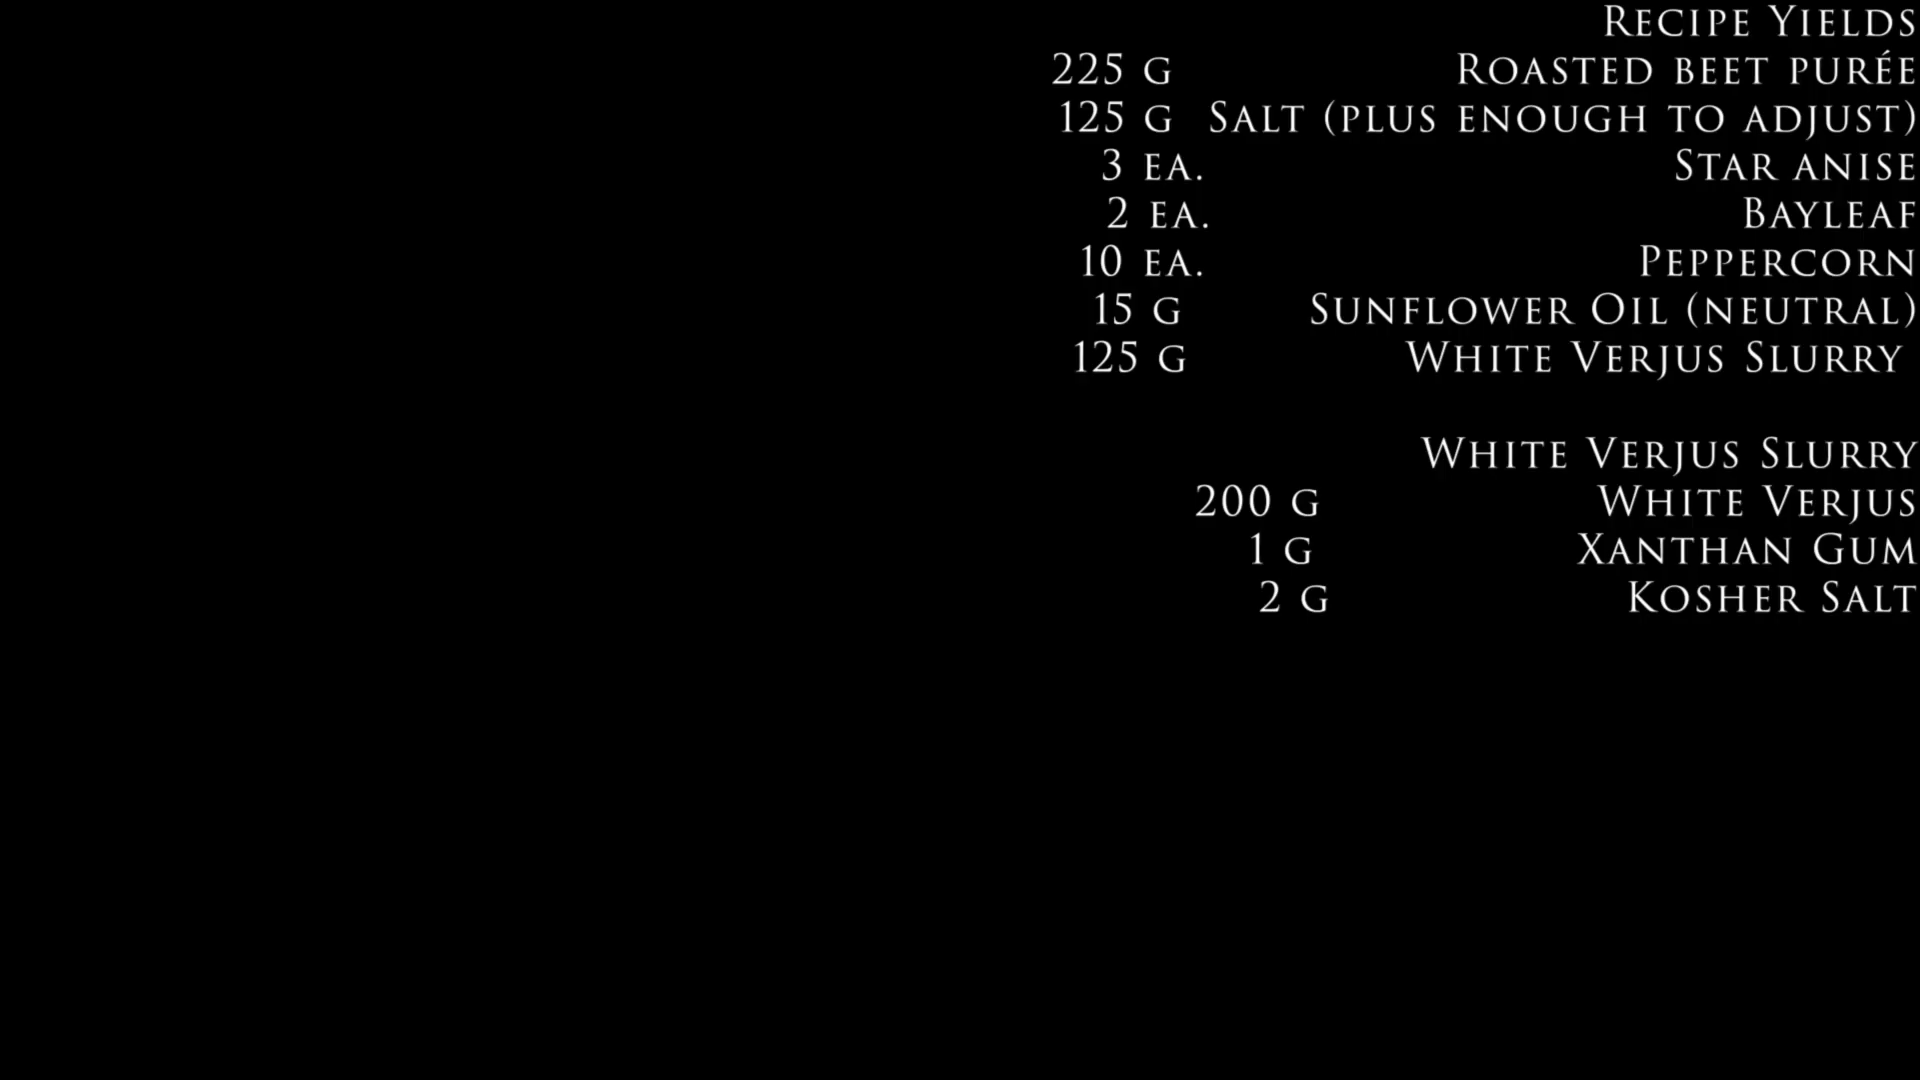 Recipe Yields
225 g Roasted beet purée
125 g Salt (plus enough to adjust)
3 ea. Star anise
2 ea. Bayleaf
10 ea. Peppercorn
15 g Sunflower Oil (neutral)
125 g White Verjus Slurry
White Verjus Slurry
200 g White Verjus
1 g Xanthan Gum
2 g Kosher Salt